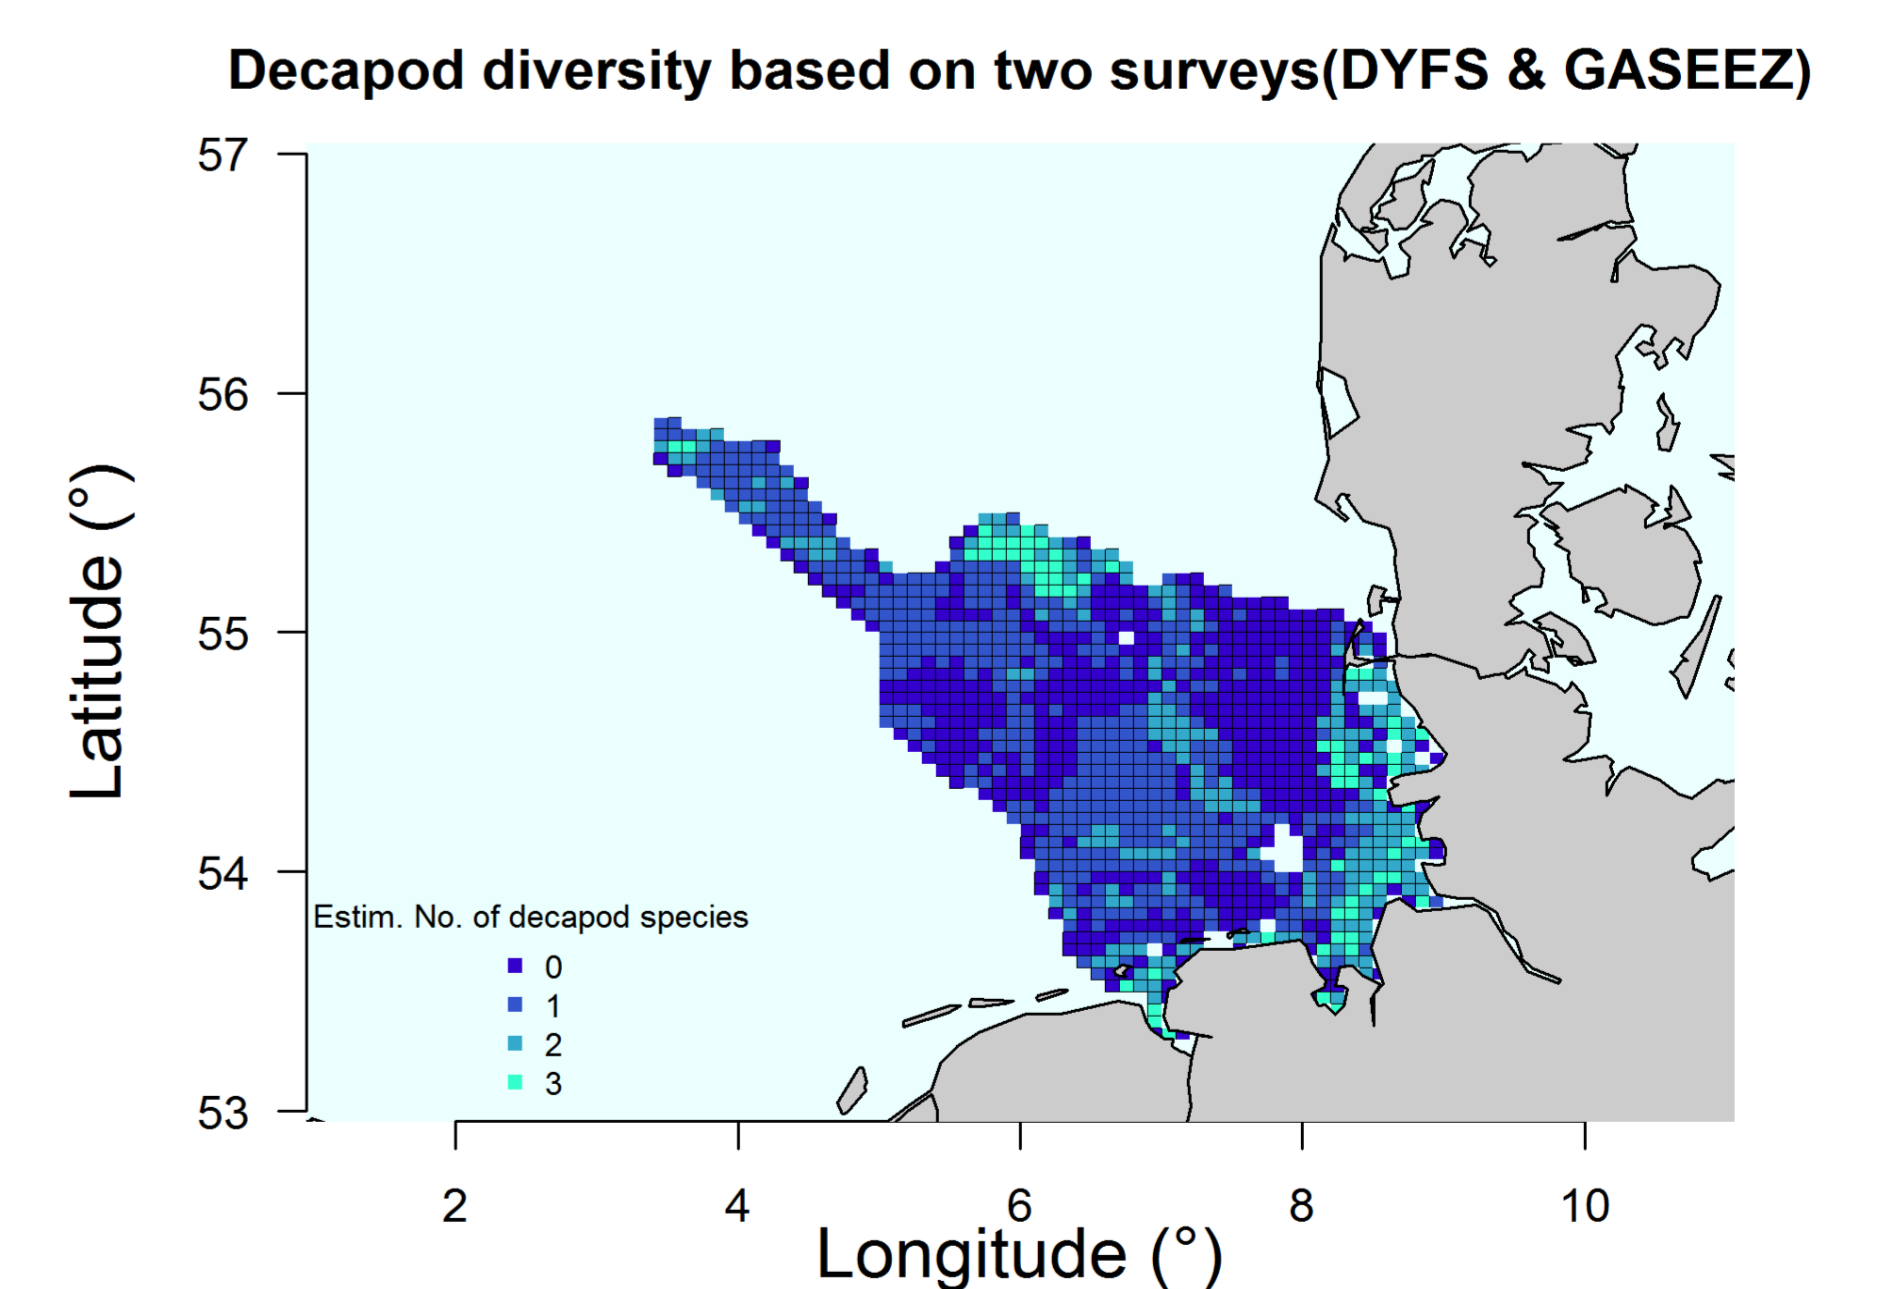 Decapod diversity based on two surveys(DYFS & GASEEZ)
57
56
55
54
53
Latitude (°)
Estim. No. of decapod species
0
1
2
3
2 4 6 8 10
Longitude (°)